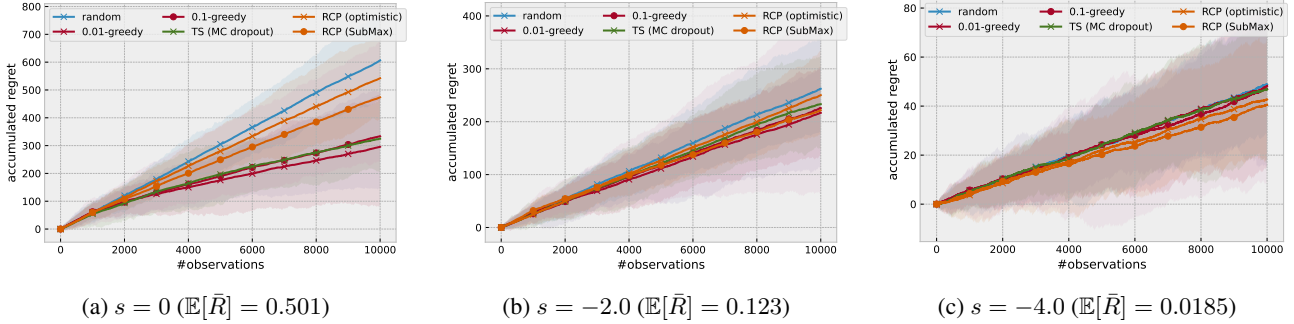 800
700
600
500
400
300
200
100
0
accumulated regret
random
0.01-greedy
0.1-greedy
TS (MC dropout)
RCP (optimistic)
RCP (SubMax)
0 2000 4000 6000 8000 10000
#observations
(a) s = 0 (𝔼[R̄] = 0.501)
400
300
200
100
0
accumulated regret
random
0.01-greedy
0.1-greedy
TS (MC dropout)
RCP (optimistic)
RCP (SubMax)
0 2000 4000 6000 8000 10000
#observations
(b) s = −2.0 (𝔼[R̄] = 0.123)
80
60
40
20
0
accumulated regret
random
0.01-greedy
0.1-greedy
TS (MC dropout)
RCP (optimistic)
RCP (SubMax)
0 2000 4000 6000 8000 10000
#observations
(c) s = −4.0 (𝔼[R̄] = 0.0185)